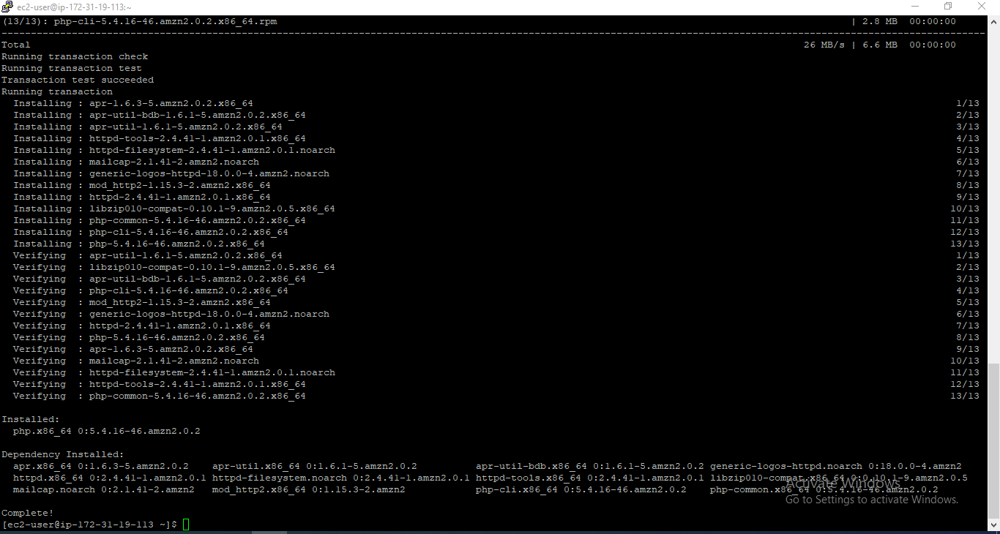 ec2-user@ip-172-31-19-113:~
(13/13): php-cli-5.4.16-46.amzn2.0.2.x86_64.rpm | 2.8 MB 00:00:00
--------------------------------------------------------------------------------
Total 26 MB/s | 6.6 MB 00:00:00
Running transaction check
Running transaction test
Transaction test succeeded
Running transaction
Installing : apr-1.6.3-5.amzn2.0.2.x86_64 1/13
Installing : apr-util-bdb-1.6.1-5.amzn2.0.2.x86_64 2/13
Installing : apr-util-1.6.1-5.amzn2.0.2.x86_64 3/13
Installing : httpd-tools-2.4.41-1.amzn2.0.1.x86_64 4/13
Installing : httpd-filesystem-2.4.41-1.amzn2.0.1.noarch 5/13
Installing : mailcap-2.1.41-2.amzn2.noarch 6/13
Installing : generic-logos-httpd-18.0.0-4.amzn2.noarch 7/13
Installing : mod_http2-1.15.3-2.amzn2.x86_64 8/13
Installing : httpd-2.4.41-1.amzn2.0.1.x86_64 9/13
Installing : libzip010-compat-0.10.1-9.amzn2.0.5.x86_64 10/13
Installing : php-common-5.4.16-46.amzn2.0.2.x86_64 11/13
Installing : php-cli-5.4.16-46.amzn2.0.2.x86_64 12/13
Installing : php-5.4.16-46.amzn2.0.2.x86_64 13/13
Verifying : apr-util-1.6.1-5.amzn2.0.2.x86_64 1/13
Verifying : libzip010-compat-0.10.1-9.amzn2.0.5.x86_64 2/13
Verifying : apr-util-bdb-1.6.1-5.amzn2.0.2.x86_64 3/13
Verifying : php-cli-5.4.16-46.amzn2.0.2.x86_64 4/13
Verifying : mod_http2-1.15.3-2.amzn2.x86_64 5/13
Verifying : generic-logos-httpd-18.0.0-4.amzn2.noarch 6/13
Verifying : httpd-2.4.41-1.amzn2.0.1.x86_64 7/13
Verifying : php-5.4.16-46.amzn2.0.2.x86_64 8/13
Verifying : apr-1.6.3-5.amzn2.0.2.x86_64 9/13
Verifying : mailcap-2.1.41-2.amzn2.noarch 10/13
Verifying : httpd-filesystem-2.4.41-1.amzn2.0.1.noarch 11/13
Verifying : httpd-tools-2.4.41-1.amzn2.0.1.x86_64 12/13
Verifying : php-common-5.4.16-46.amzn2.0.2.x86_64 13/13
Installed:
php.x86_64 0:5.4.16-46.amzn2.0.2
Dependency Installed:
apr.x86_64 0:1.6.3-5.amzn2.0.2 apr-util.x86_64 0:1.6.1-5.amzn2.0.2 apr-util-bdb.x86_64 0:1.6.1-5.amzn2.0.2 generic-logos-httpd.noarch 0:18.0.0-4.amzn2
httpd.x86_64 0:2.4.41-1.amzn2.0.1 httpd-filesystem.noarch 0:2.4.41-1.amzn2.0.1 httpd-tools.x86_64 0:2.4.41-1.amzn2.0.1 libzip010-compat.x86_64 0:0.10.1-9.amzn2.0.5
mailcap.noarch 0:2.1.41-2.amzn2 mod_http2.x86_64 0:1.15.3-2.amzn2 php-cli.x86_64 0:5.4.16-46.amzn2.0.2 php-common.x86_64 0:5.4.16-46.amzn2.0.2
Activate Windows
Go to Settings to activate Windows.
Complete!
[ec2-user@ip-172-31-19-113 ~]$